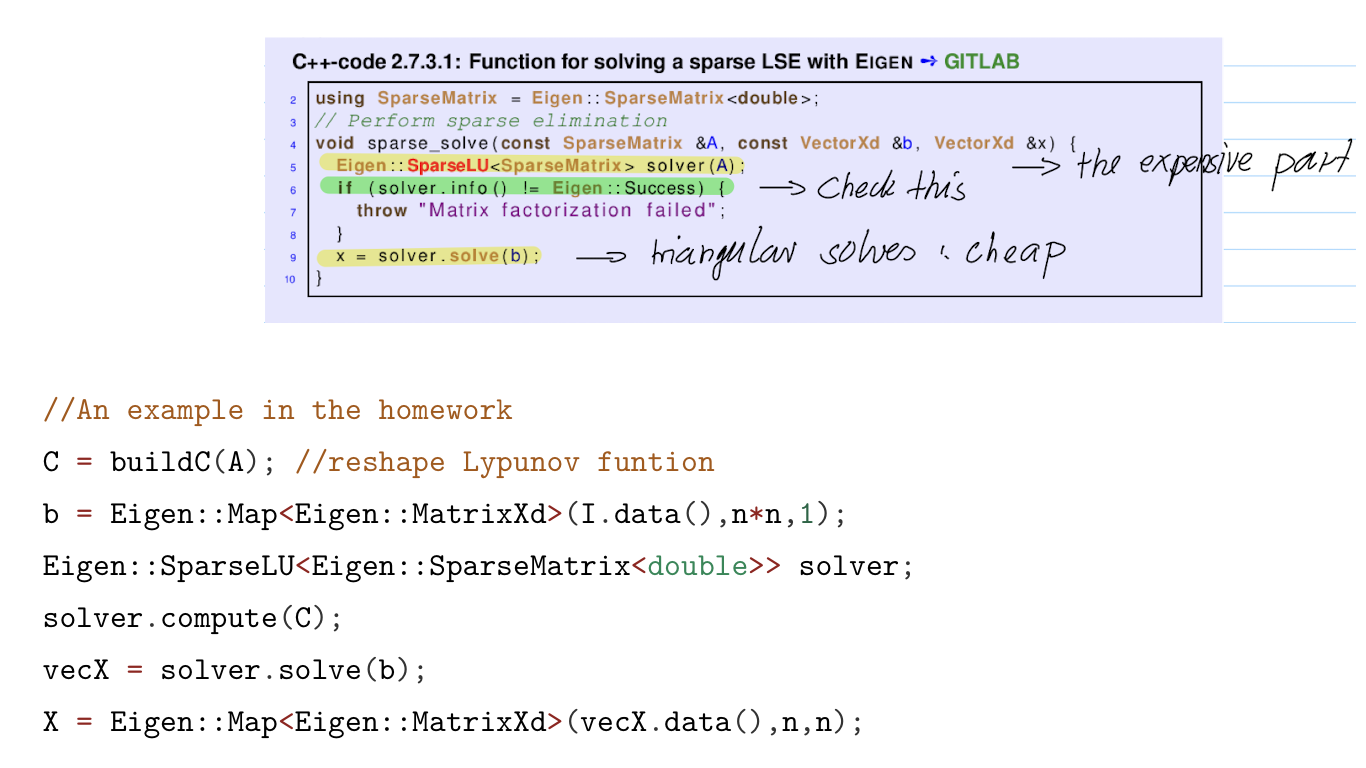 C++-code 2.7.3.1: Function for solving a sparse LSE with EIGEN ➺ GITLAB
2 using SparseMatrix = Eigen::SparseMatrix<double>;
3 // Perform sparse elimination
4 void sparse_solve(const SparseMatrix &A, const VectorXd &b, VectorXd &x) {
5 Eigen::SparseLU<SparseMatrix> solver(A); → the expensive part
6 if (solver.info() != Eigen::Success) { → Check this
7 throw "Matrix factorization failed";
8 }
9 x = solver.solve(b); → triangular solves : cheap
10 }
//An example in the homework
C = buildC(A); //reshape Lypunov funtion
b = Eigen::Map<Eigen::MatrixXd>(I.data(),n*n,1);
Eigen::SparseLU<Eigen::SparseMatrix<double>> solver;
solver.compute(C);
vecX = solver.solve(b);
X = Eigen::Map<Eigen::MatrixXd>(vecX.data(),n,n);